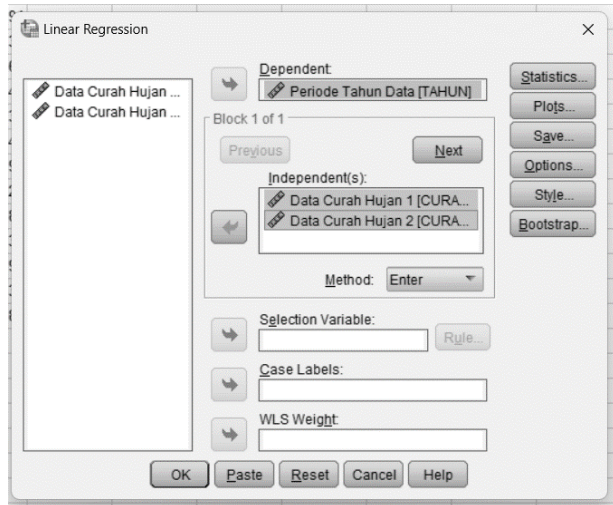 Linear Regression
Data Curah Hujan ...
Data Curah Hujan ...
Dependent:
Periode Tahun Data [TAHUN]
Block 1 of 1
Previous
Next
Independent(s):
Data Curah Hujan 1 [CURA...
Data Curah Hujan 2 [CURA...
Method: Enter
Selection Variable:
Rule...
Case Labels:
WLS Weight:
Statistics...
Plots...
Save...
Options...
Style...
Bootstrap...
OK Paste Reset Cancel Help